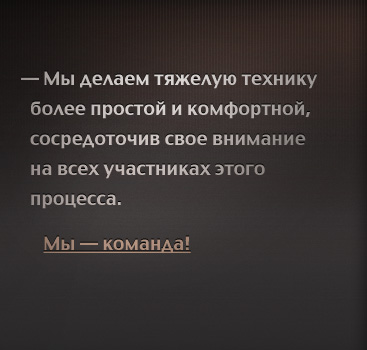 — Мы делаем тяжелую технику
более простой и комфортной,
сосредоточив свое внимание
на всех участниках этого
процесса.
Мы — команда!